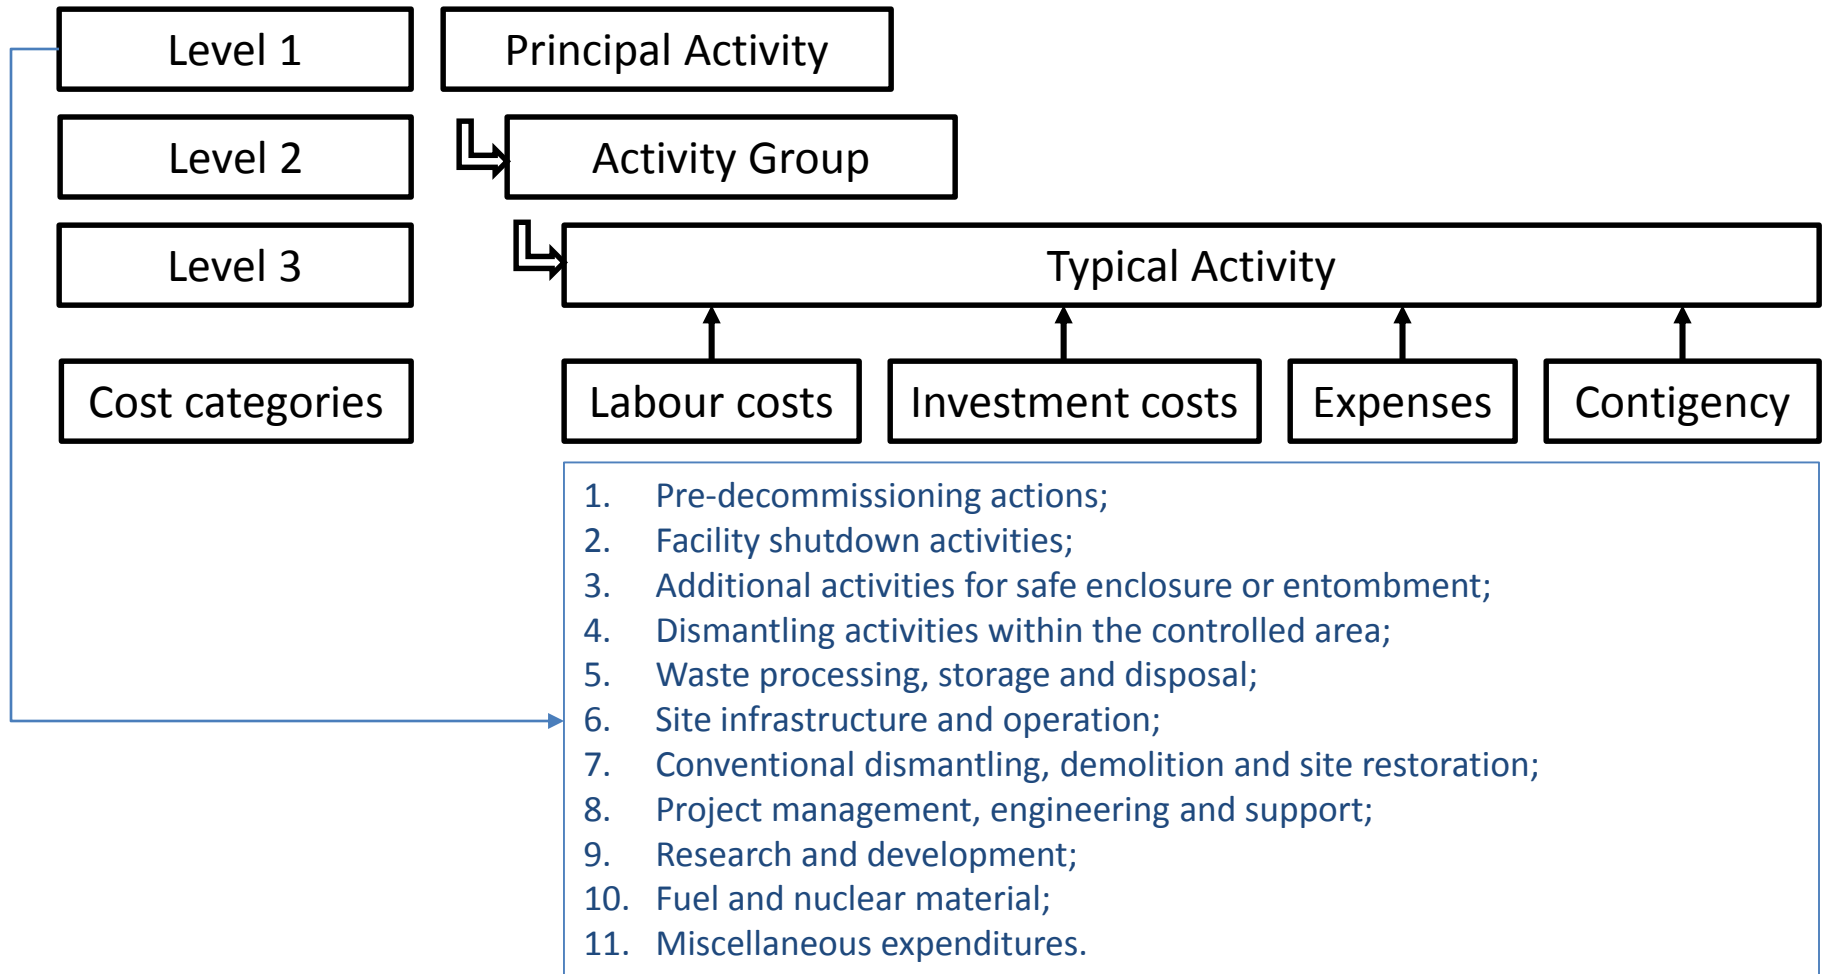 Level 1
Principal Activity
Level 2
Activity Group
Level 3
Typical Activity
Cost categories
Labour costs
Investment costs
Expenses
Contigency
1. Pre-decommissioning actions;
2. Facility shutdown activities;
3. Additional activities for safe enclosure or entombment;
4. Dismantling activities within the controlled area;
5. Waste processing, storage and disposal;
6. Site infrastructure and operation;
7. Conventional dismantling, demolition and site restoration;
8. Project management, engineering and support;
9. Research and development;
10. Fuel and nuclear material;
11. Miscellaneous expenditures.